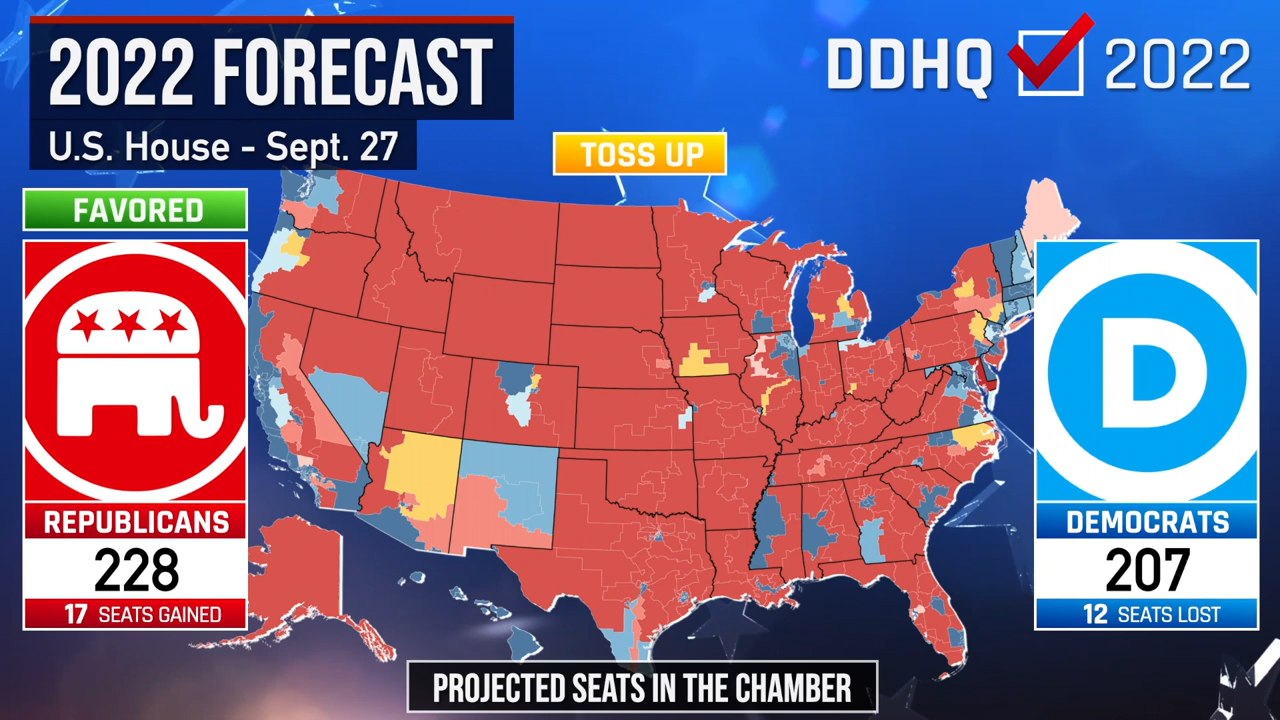 2022 FORECAST
U.S. House - Sept. 27
DDHQ 2022
TOSS UP
FAVORED
REPUBLICANS
228
17 SEATS GAINED
D
DEMOCRATS
207
12 SEATS LOST
PROJECTED SEATS IN THE CHAMBER